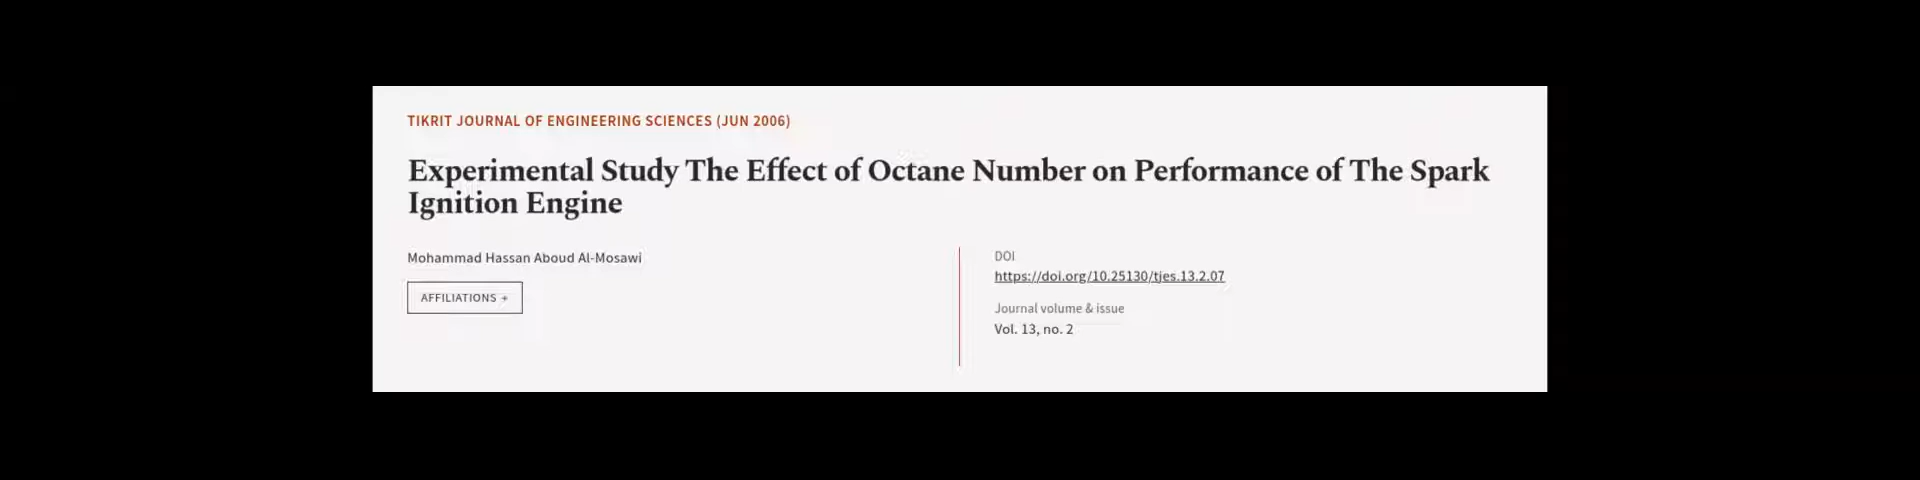 TIKRIT JOURNAL OF ENGINEERING SCIENCES (JUN 2006)
Experimental Study The Effect of Octane Number on Performance of The Spark
Ignition Engine
Mohammad Hassan Aboud Al-Mosawi
AFFILIATIONS +
DOI
https://doi.org/10.25130/tjes.13.2.07
Journal volume & issue
Vol. 13, no. 2